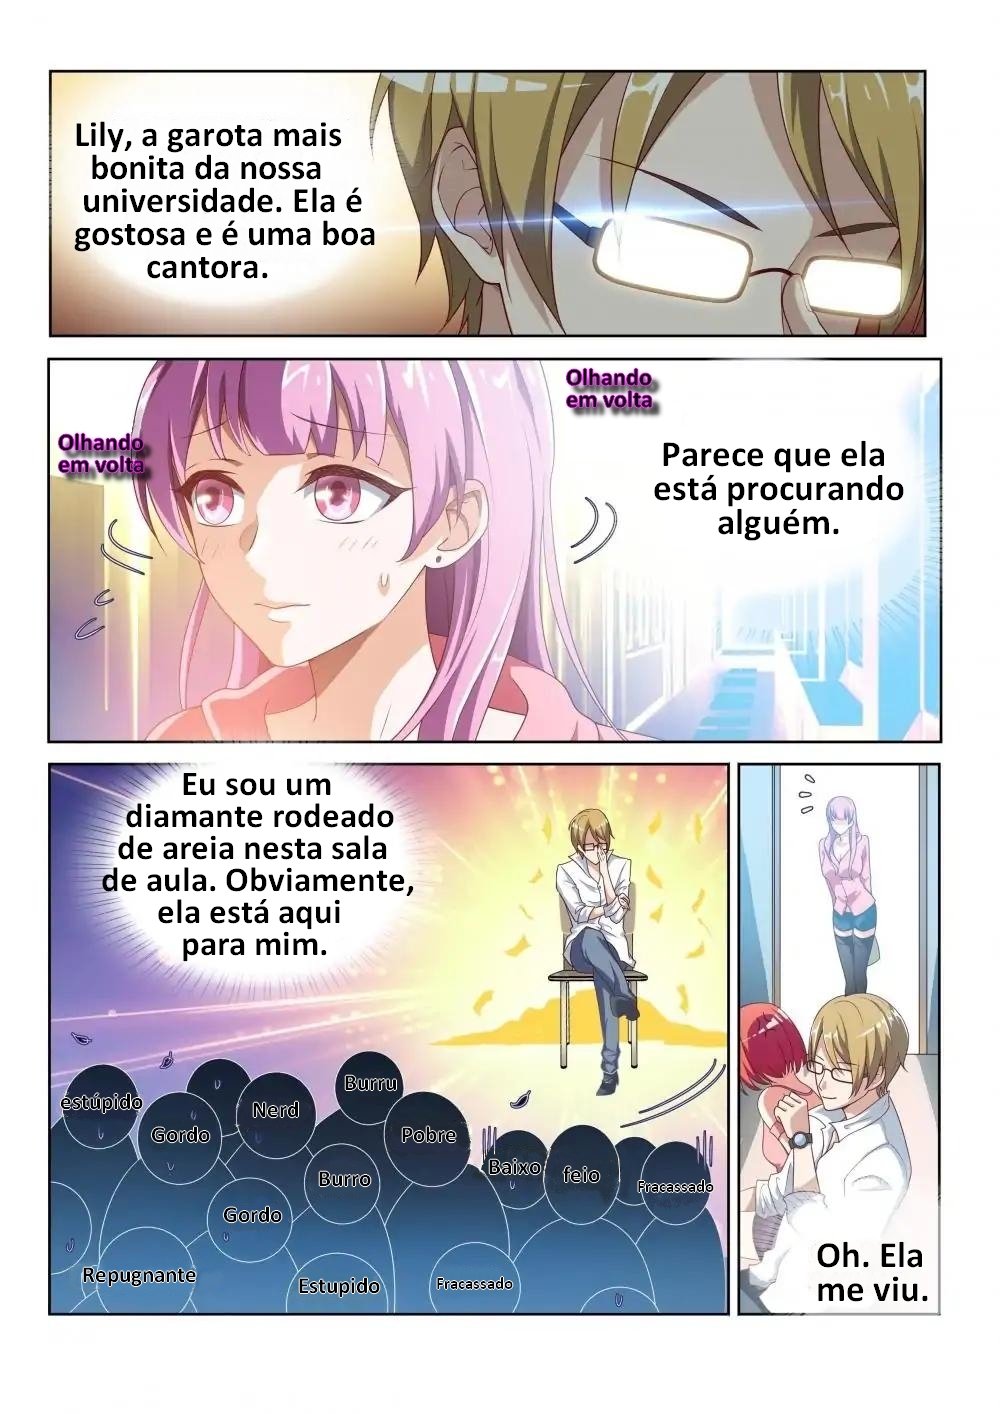 Lily, a garota mais
bonita da nossa
universidade. Ela é
gostosa e é uma boa
cantora.
Olhando
em volta
Olhando
em volta
Parece que ela
está procurando
alguém.
Eu sou um
diamante rodeado
de areia nesta sala
de aula. Obviamente,
ela está aqui
para mim.
estúpido
Gordo
Nerd
Burru
Pobre
Baixo
feio
Fracassado
Burro
Gordo
Repugnante
Estupido
Fracassado
Oh. Ela
me viu.